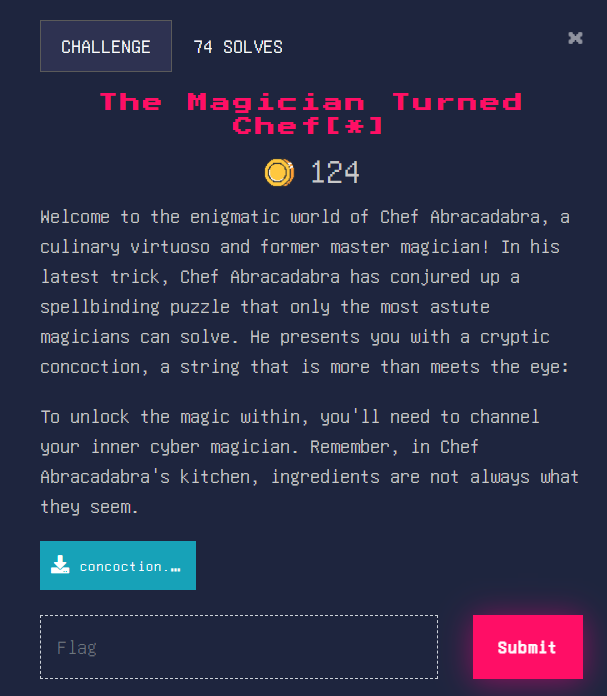 CHALLENGE
74 SOLVES
×
The Magician Turned
Chef[*]
124
Welcome to the enigmatic world of Chef Abracadabra, a
culinary virtuoso and former master magician! In his
latest trick, Chef Abracadabra has conjured up a
spellbinding puzzle that only the most astute
magicians can solve. He presents you with a cryptic
concoction, a string that is more than meets the eye:
To unlock the magic within, you'll need to channel
your inner cyber magician. Remember, in Chef
Abracadabra's kitchen, ingredients are not always what
they seem.
concoction.…
Flag
Submit